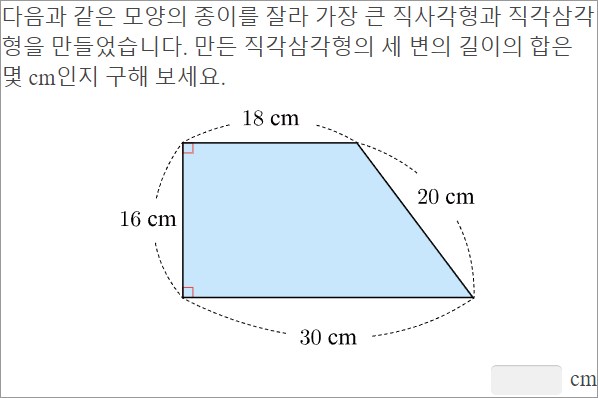 다음과 같은 모양의 종이를 잘라 가장 큰 직사각형과 직각삼각
형을 만들었습니다. 만든 직각삼각형의 세 변의 길이의 합은
몇 cm인지 구해 보세요.
18 cm
20 cm
16 cm
30 cm
cm